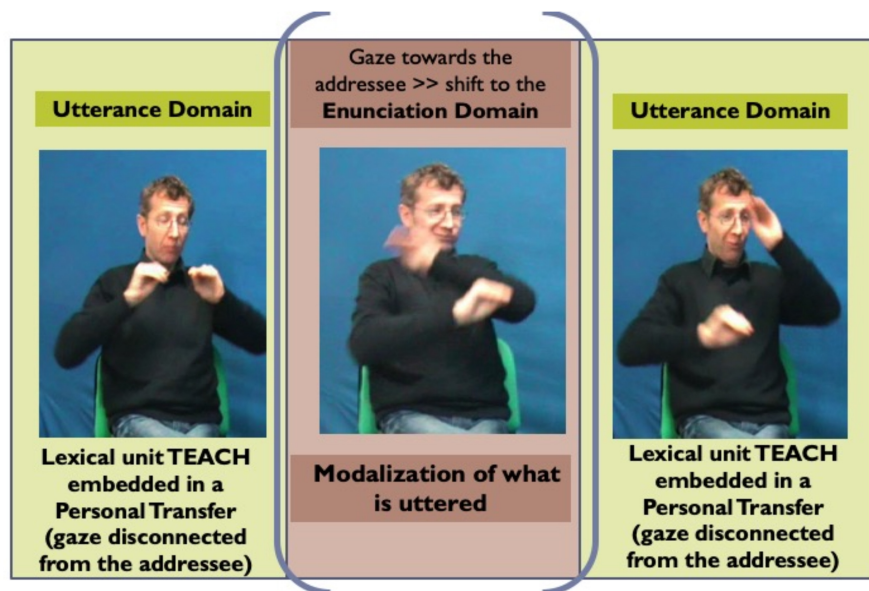 Utterance Domain
Lexical unit TEACH
embedded in a
Personal Transfer
(gaze disconnected
from the addressee)
Gaze towards the
addressee >> shift to the
Enunciation Domain
Modalization of what
is uttered
Utterance Domain
Lexical unit TEACH
embedded in a
Personal Transfer
(gaze disconnected
from the addressee)